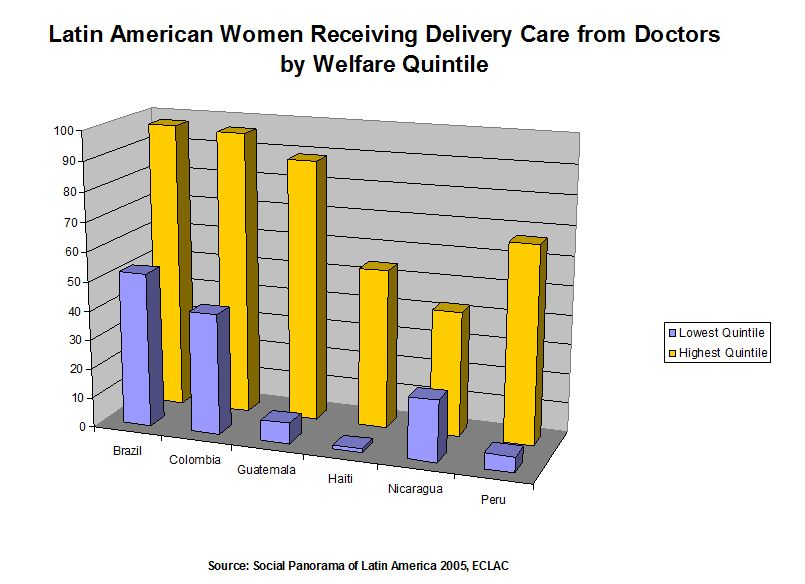 Latin American Women Receiving Delivery Care from Doctors
by Welfare Quintile
100
90
80
70
60
50
40
30
20
10
0
Brazil
Colombia
Guatemala
Haiti
Nicaragua
Peru
Lowest Quintile
Highest Quintile
Source: Social Panorama of Latin America 2005, ECLAC